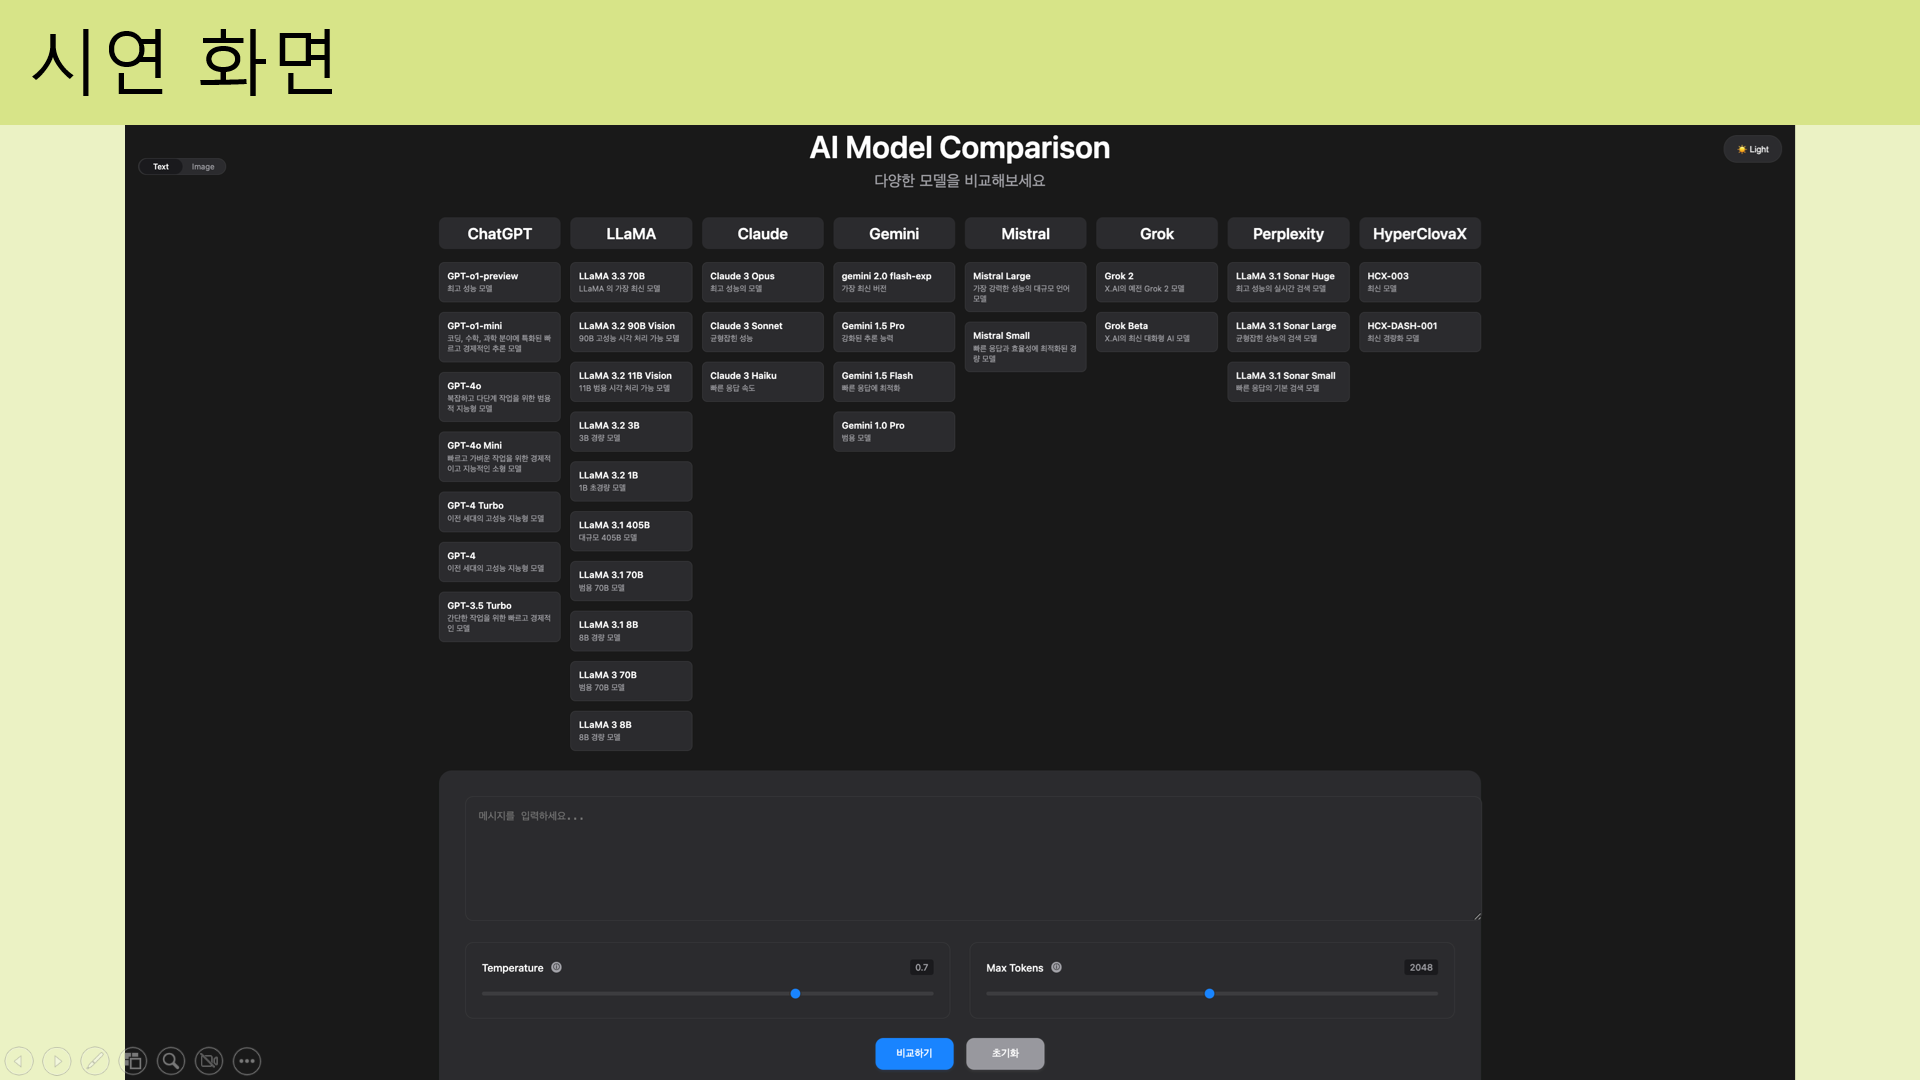 시연 화면
Text
Image
AI Model Comparison
다양한 모델을 비교해보세요
Light
ChatGPT
GPT-o1-preview
최고 성능 모델
GPT-o1-mini
코딩, 수학, 과학 분야에 특화된 빠
르고 경제적인 추론 모델
GPT-4o
복잡하고 다단계 작업을 위한 범용
적 지능형 모델
GPT-4o Mini
빠르고 가벼운 작업을 위한 경제적
이고 지능적인 소형 모델
GPT-4 Turbo
이전 세대의 고성능 지능형 모델
GPT-4
이전 세대의 고성능 지능형 모델
GPT-3.5 Turbo
간단한 작업을 위한 빠르고 경제적
인 모델
LLaMA
LLaMA 3.3 70B
LLaMA 의 가장 최신 모델
LLaMA 3.2 90B Vision
90B 고성능 시각 처리 가능 모델
LLaMA 3.2 11B Vision
11B 범용 시각 처리 가능 모델
LLaMA 3.2 3B
3B 경량 모델
LLaMA 3.2 1B
1B 초경량 모델
LLaMA 3.1 405B
대규모 405B 모델
LLaMA 3.1 70B
범용 70B 모델
LLaMA 3.1 8B
8B 경량 모델
LLaMA 3 70B
범용 70B 모델
LLaMA 3 8B
8B 경량 모델
Claude
Claude 3 Opus
최고 성능의 모델
Claude 3 Sonnet
균형잡힌 성능
Claude 3 Haiku
빠른 응답 속도
Gemini
gemini 2.0 flash-exp
가장 최신 버전
Gemini 1.5 Pro
강화된 추론 능력
Gemini 1.5 Flash
빠른 응답에 최적화
Gemini 1.0 Pro
범용 모델
Mistral
Mistral Large
가장 강력한 성능의 대규모 언어
모델
Mistral Small
빠른 응답과 효율성에 최적화된 경
량 모델
Grok
Grok 2
X.AI의 예전 Grok 2 모델
Grok Beta
X.AI의 최신 대화형 AI 모델
Perplexity
LLaMA 3.1 Sonar Huge
최고 성능의 실시간 검색 모델
LLaMA 3.1 Sonar Large
균형잡힌 성능의 검색 모델
LLaMA 3.1 Sonar Small
빠른 응답의 기본 검색 모델
HyperClovaX
HCX-003
최신 모델
HCX-DASH-001
최신 경량화 모델
메시지를 입력하세요...
Temperature
0.7
Max Tokens
2048
비교하기
초기화